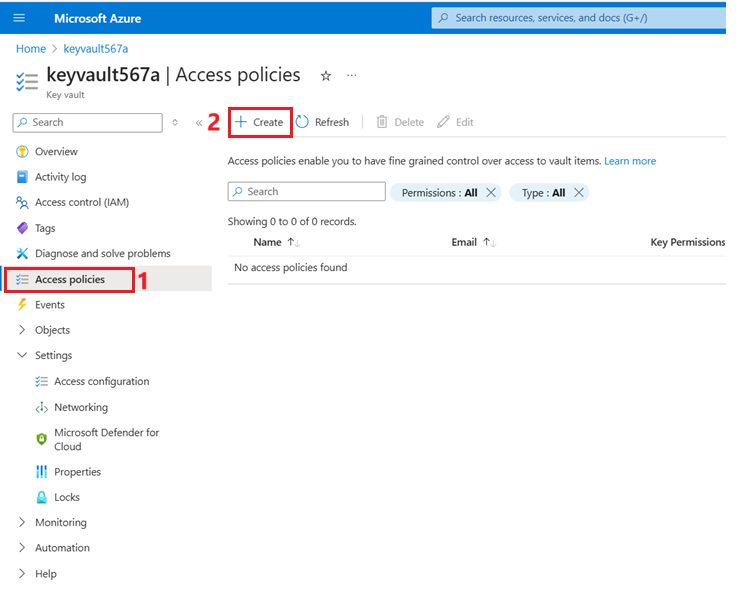 Microsoft Azure
Search resources, services, and docs (G+/)
Home > keyvault567a
keyvault567a | Access policies
Key vault
Search
2
Create
Refresh
Delete
Edit
Overview
Activity log
Access control (IAM)
Tags
Diagnose and solve problems
Access policies
1
Events
Objects
Settings
Access configuration
Networking
Microsoft Defender for
Cloud
Properties
Locks
Monitoring
Automation
Help
Access policies enable you to have fine grained control over access to vault items. Learn more
Search
Permissions : All
Type : All
Showing 0 to 0 of 0 records.
Name
Email
Key Permissions
No access policies found